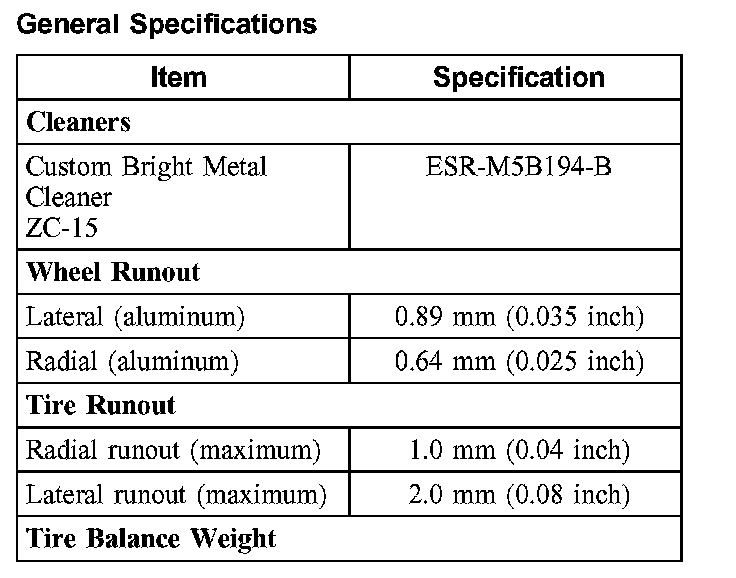 General Specifications
Item Specification
Cleaners
Custom Bright Metal ESR-M5B194-B
Cleaner
ZC-15
Wheel Runout
Lateral (aluminum) 0.89 mm (0.035 inch)
Radial (aluminum) 0.64 mm (0.025 inch)
Tire Runout
Radial runout (maximum) 1.0 mm (0.04 inch)
Lateral runout (maximum) 2.0 mm (0.08 inch)
Tire Balance Weight